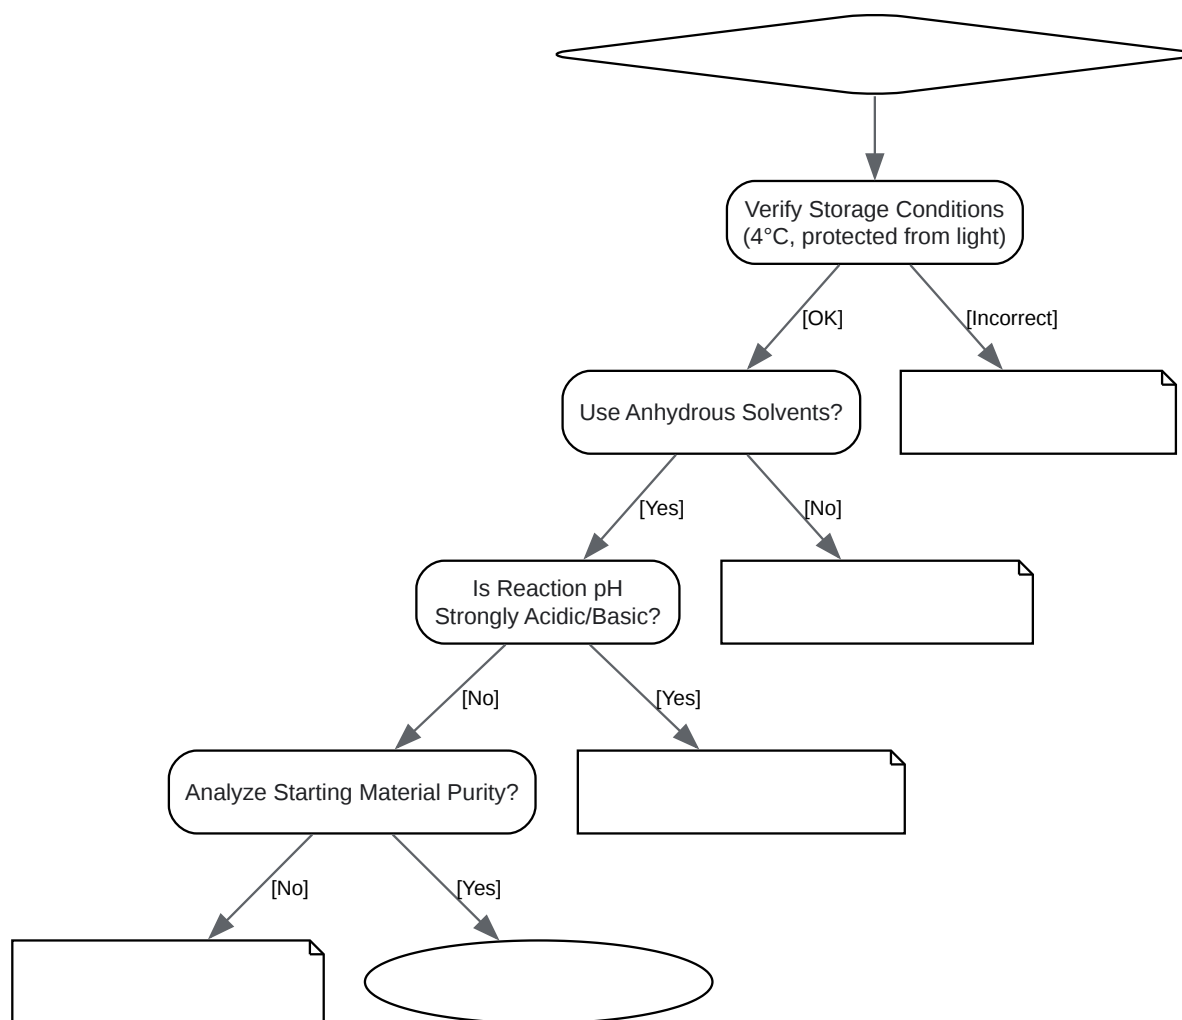 Verify Storage Conditions
(4°C, protected from light)
[OK]
[Incorrect]
Use Anhydrous Solvents?
[Yes]
[No]
Is Reaction pH
Strongly Acidic/Basic?
[No]
[Yes]
Analyze Starting Material Purity?
[No]
[Yes]